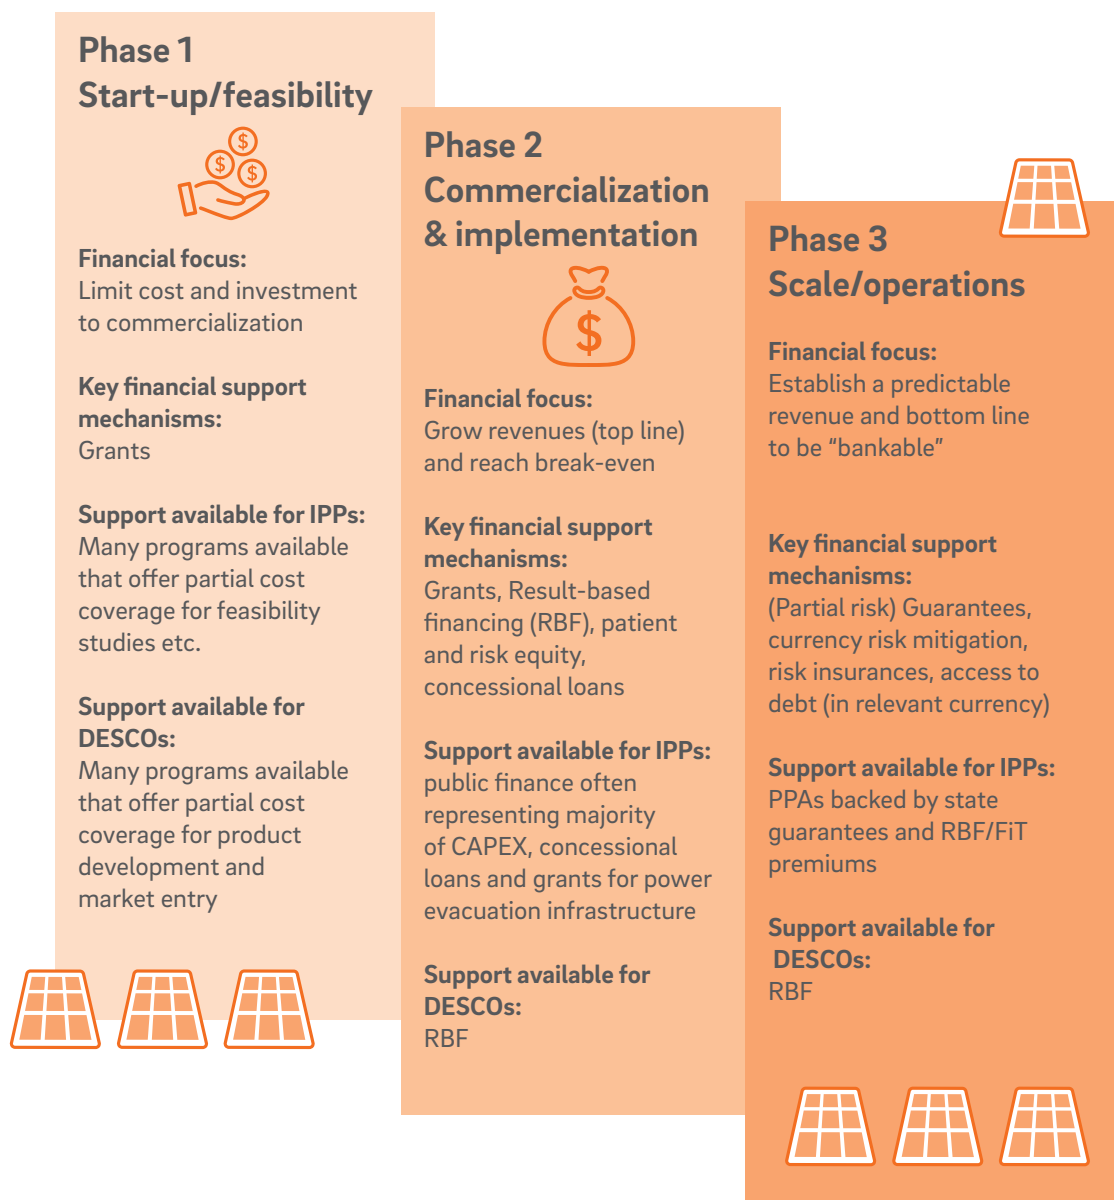 Phase 1
Start-up/feasibility
$
$
$
Financial focus:
Limit cost and investment
to commercialization
Key financial support
mechanisms:
Grants
Support available for IPPs:
Many programs available
that offer partial cost
coverage for feasibility
studies etc.
Support available for
DESCOs:
Many programs available
that offer partial cost
coverage for product
development and
market entry
Phase 2
Commercialization
& implementation
$
Financial focus:
Grow revenues (top line)
and reach break-even
Key financial support
mechanisms:
Grants, Result-based
financing (RBF), patient
and risk equity,
concessional loans
Support available for IPPs:
public finance often
representing majority
of CAPEX, concessional
loans and grants for power
evacuation infrastructure
Support available for
DESCOs:
RBF
Phase 3
Scale/operations
Financial focus:
Establish a predictable
revenue and bottom line
to be “bankable”
Key financial support
mechanisms:
(Partial risk) Guarantees,
currency risk mitigation,
risk insurances, access to
debt (in relevant currency)
Support available for IPPs:
PPAs backed by state
guarantees and RBF/FiT
premiums
Support available for
DESCOs:
RBF